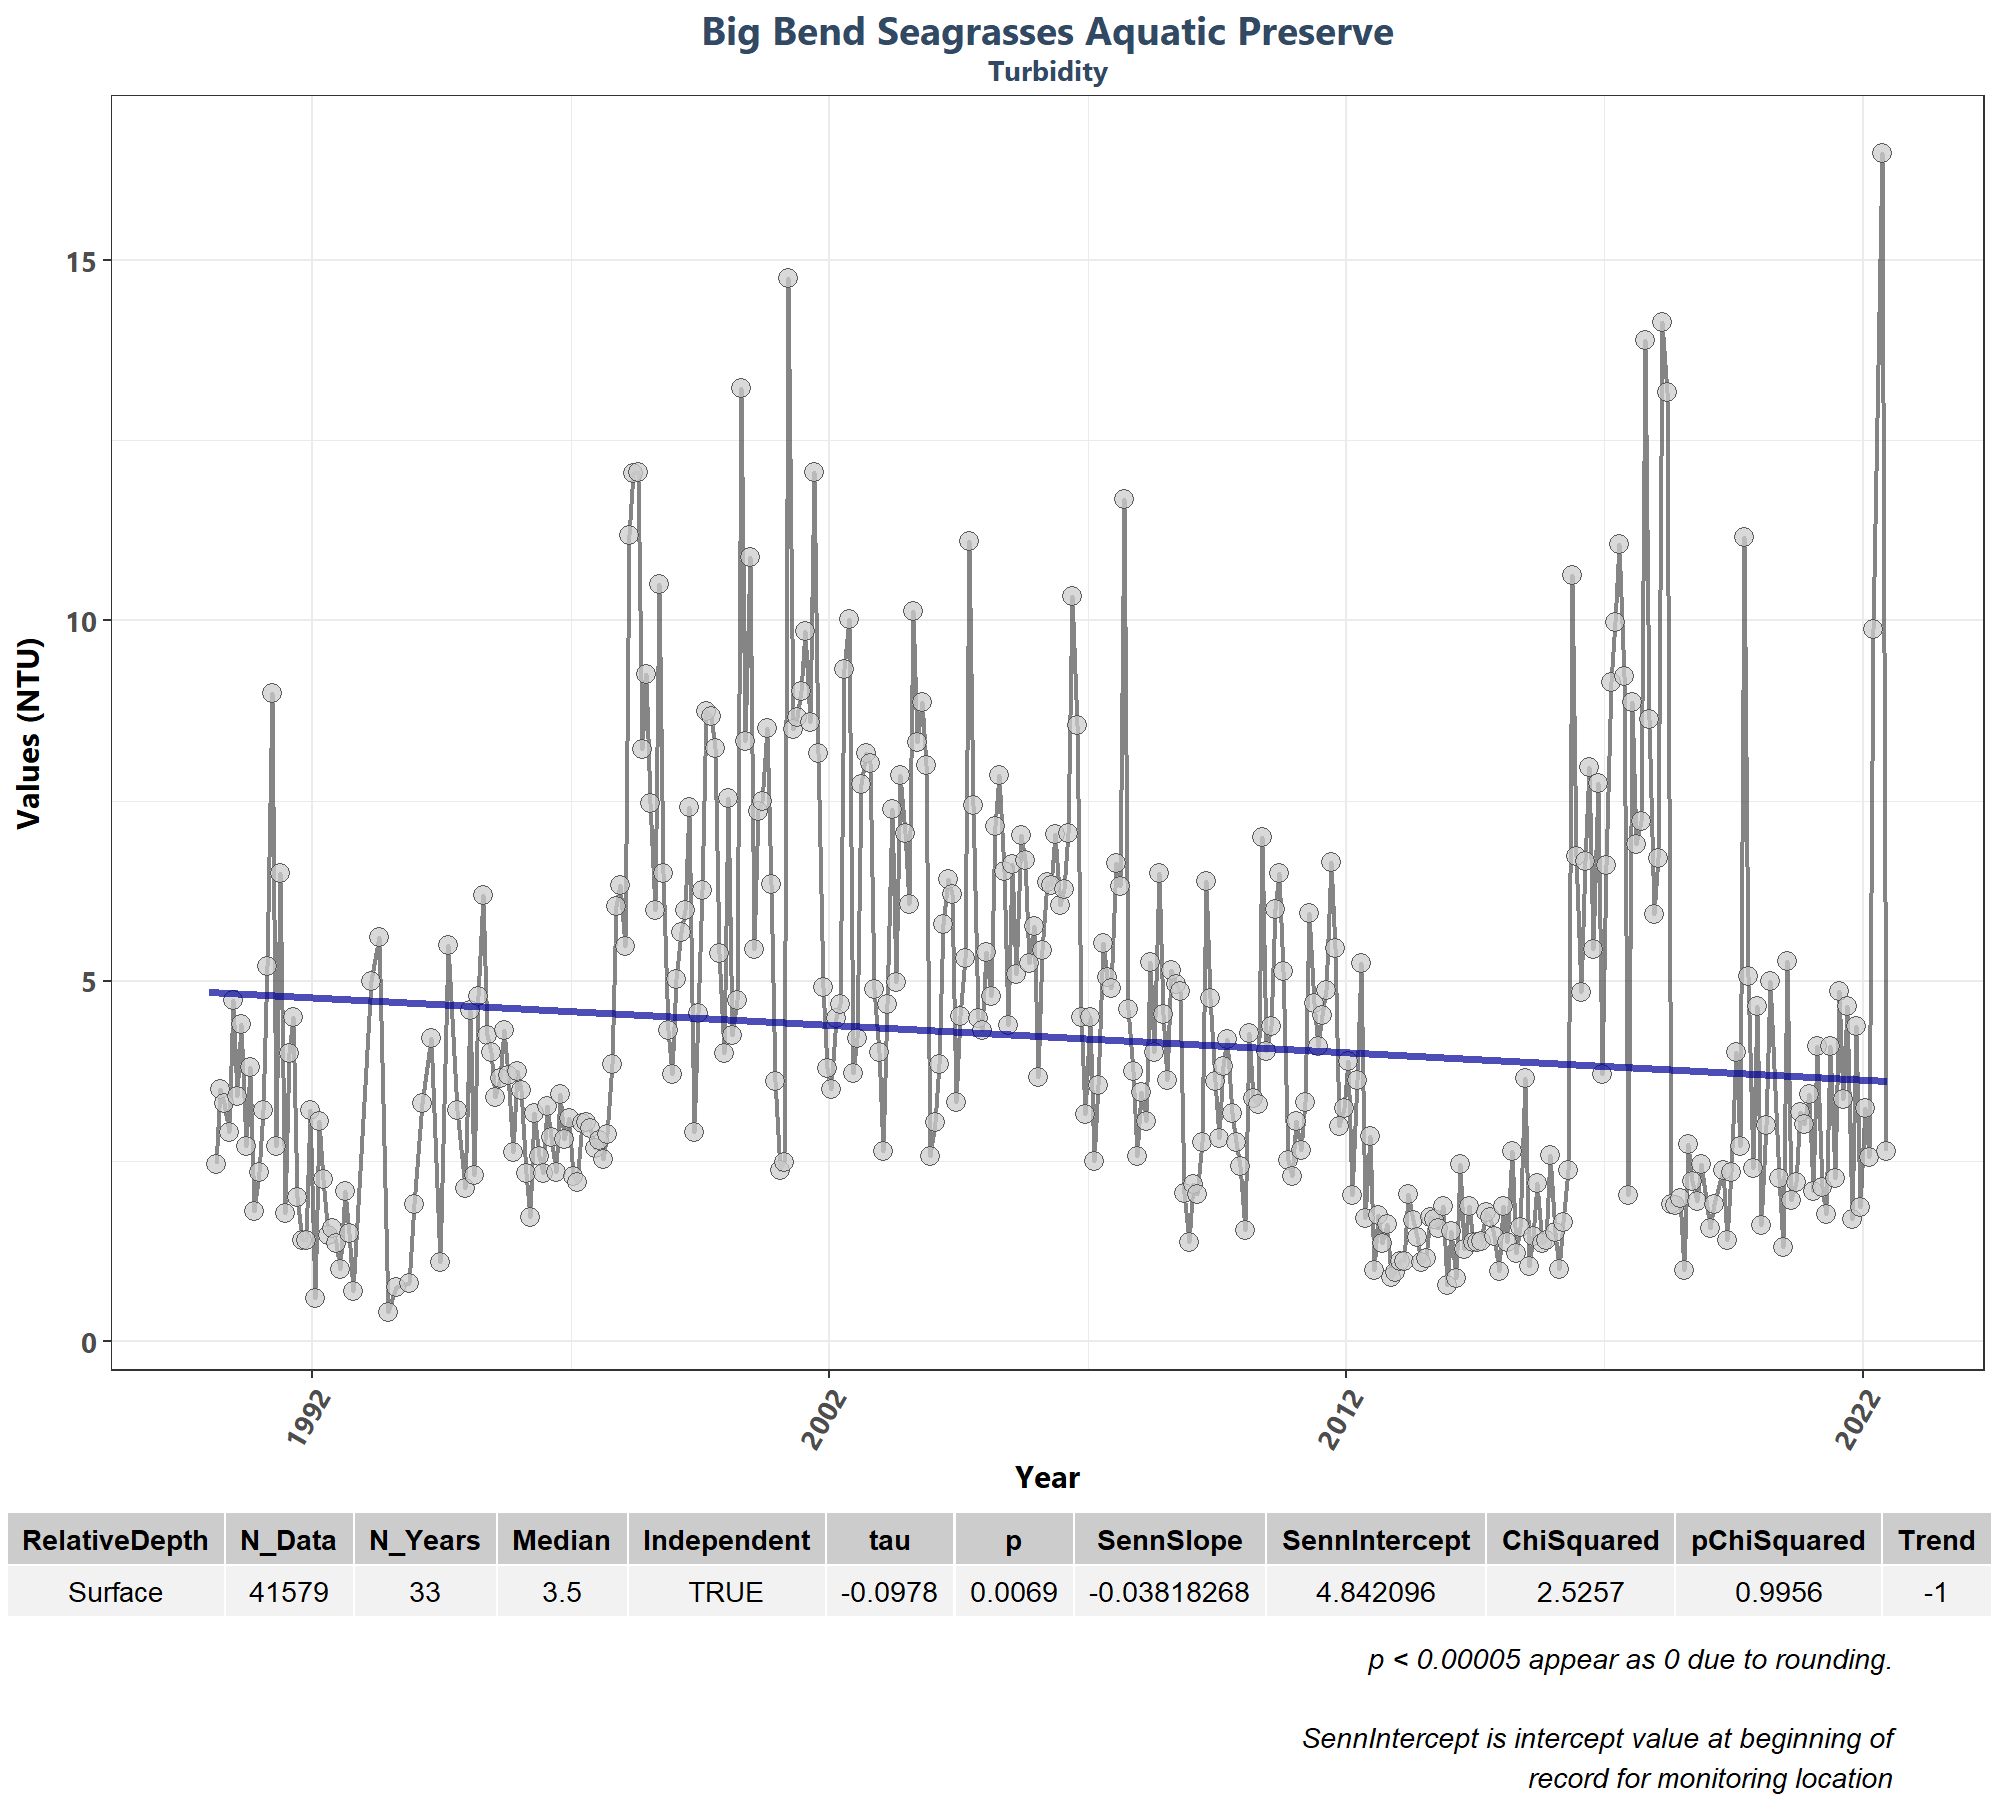 Big Bend Seagrasses Aquatic Preserve
Turbidity
Values (NTU)
15
10
5
0
1992 2002 2012 2022
Year
RelativeDepth N_Data N_Years Median Independent tau p SennSlope SennIntercept ChiSquared pChiSquared Trend
Surface 41579 33 3.5 TRUE -0.0978 0.0069 -0.03818268 4.842096 2.5257 0.9956 -1
p < 0.00005 appear as 0 due to rounding.
SennIntercept is intercept value at beginning of
record for monitoring location